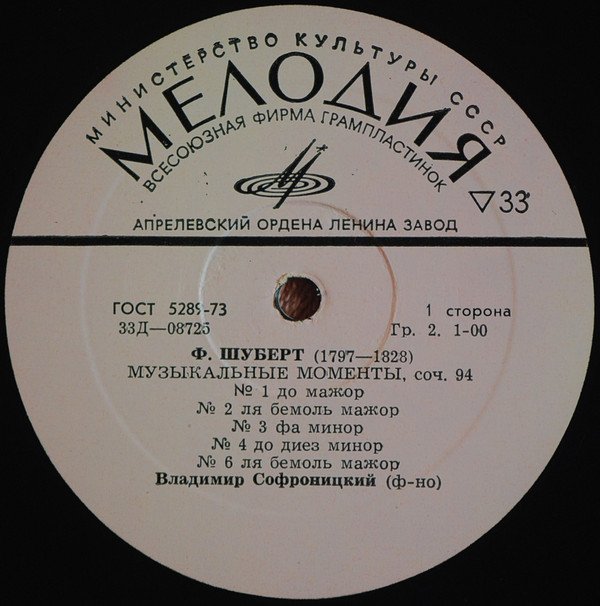 МИНИСТЕРСТВО КУЛЬТУРЫ СССР
МЕЛОДИЯ
ВСЕСОЮЗНАЯ ФИРМА ГРАМПЛАСТИНОК
▽33
АПРЕЛЕВСКИЙ ОРДЕНА ЛЕНИНА ЗАВОД
ГОСТ 5289-73
1 сторона
33Д—08725
Гр. 2. 1-00
Ф. ШУБЕРТ (1797—1828)
МУЗЫКАЛЬНЫЕ МОМЕНТЫ, соч. 94
№ 1 до мажор
№ 2 ля бемоль мажор
№ 3 фа минор
№ 4 до диез минор
№ 6 ля бемоль мажор
Владимир Софроницкий (ф-но)